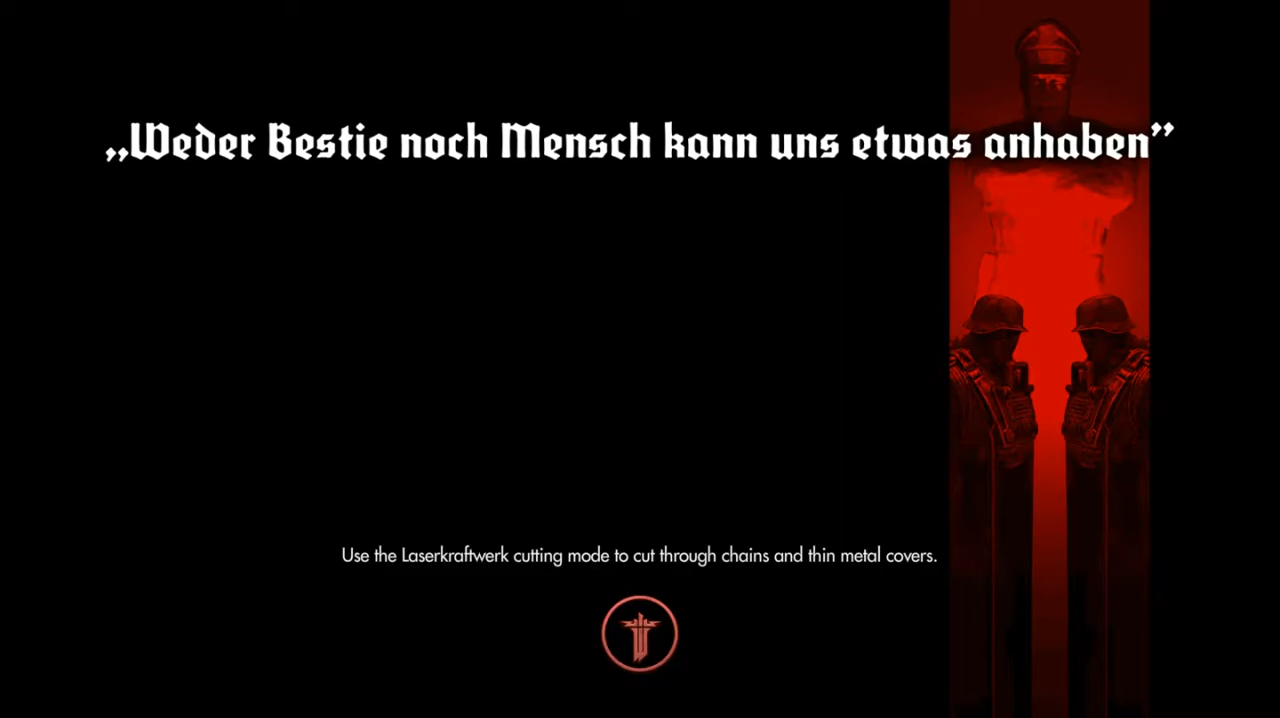 „Weder Bestie noch Mensch kann uns etwas anhaben”
Use the Laserkraftwerk cutting mode to cut through chains and thin metal covers.